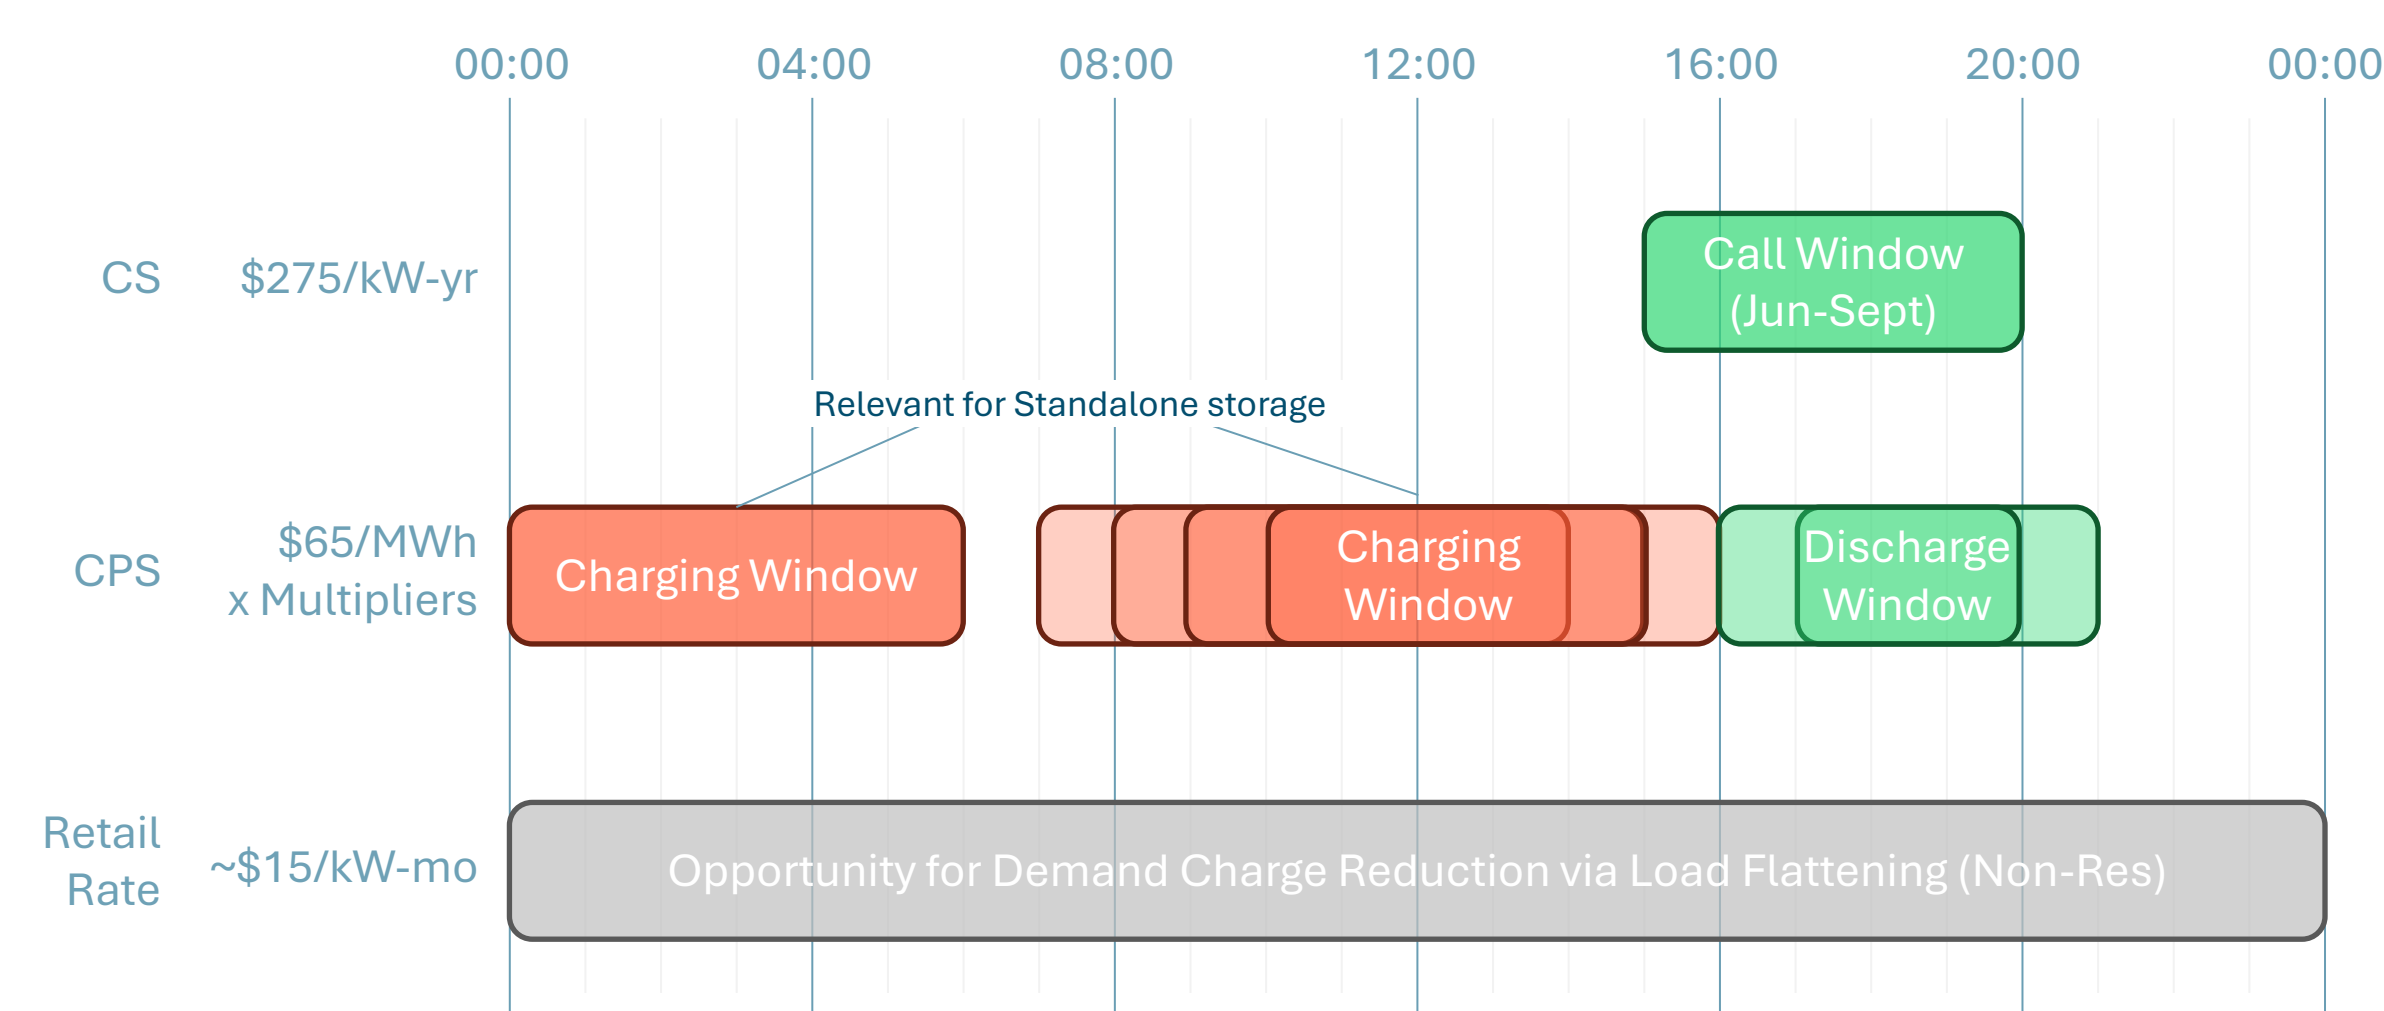 00:00 04:00 08:00 12:00 16:00 20:00 00:00
CS $275/kW-yr
Call Window
(Jun-Sept)
Relevant for Standalone storage
CPS
$65/MWh
x Multipliers
Charging Window
Charging
Window
Discharge
Window
Retail
Rate
~$15/kW-mo
Opportunity for Demand Charge Reduction via Load Flattening (Non-Res)